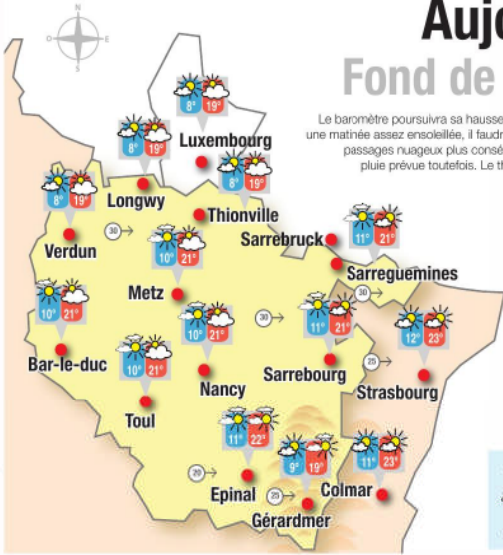 N
O E
S
Aujo
Fond de
Le baromètre poursuivra sa hausse
une matinée assez ensoleillée, il faudr
passages nuageux plus consé
pluie prévue toutefois. Le th
8° 19°
Luxembourg
8° 19°
Longwy
8° 19°
Thionville
8° 19°
Verdun
30
11° 21°
Sarrebruck
Sarreguemines
30
10° 21°
Metz
10° 21°
Bar-le-duc
10° 21°
Nancy
30
11° 21°
Sarrebourg
12° 23°
Strasbourg
25
10° 21°
Toul
11° 22°
Epinal
20
9° 19°
Gérardmer
25
11° 23°
Colmar